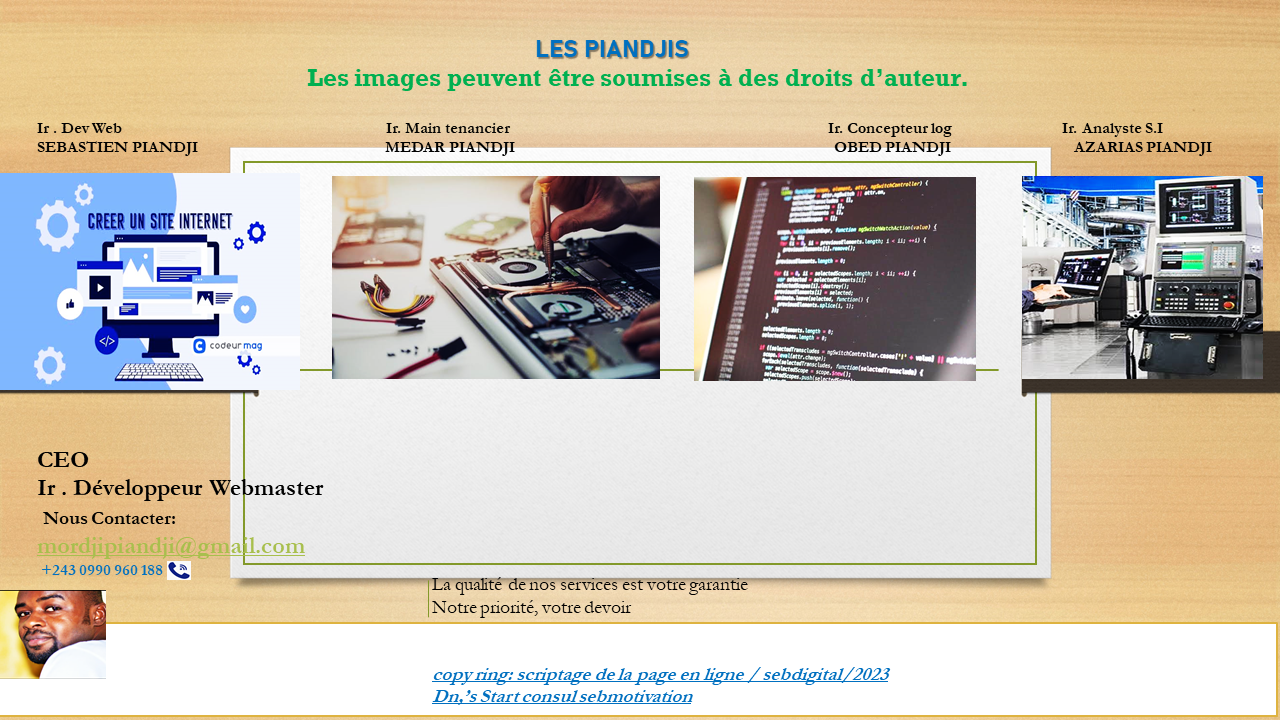 LES PIANDJIS
Les images peuvent être soumises à des droits d'auteur.
Ir . Dev Web
SEBASTIEN PIANDJI
Ir. Main tenancier
MEDAR PIANDJI
Ir. Concepteur log
OBED PIANDJI
Ir. Analyste S.I
AZARIAS PIANDJI
CREER UN SITE INTERNET
codeur mag
CEO
Ir . Développeur Webmaster
Nous Contacter:
mordjipiandji@gmail.com
+243 0990 960 188
La qualité de nos services est votre garantie
Notre priorité, votre devoir
copy ring: scriptage de la page en ligne / sebdigital/2023
Dn,'s Start consul sebmotivation